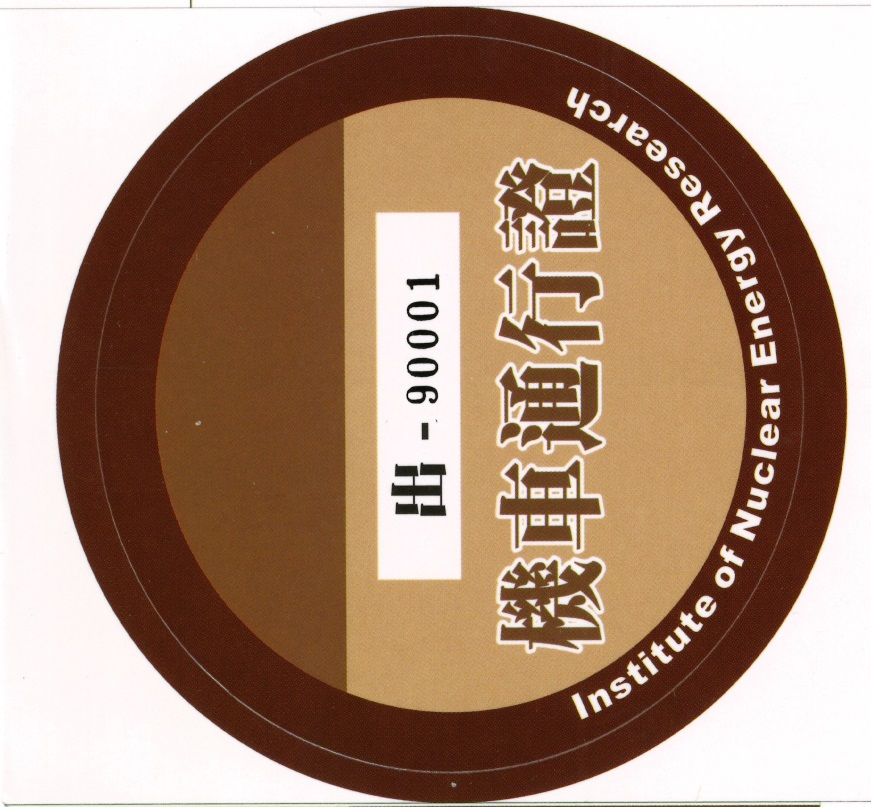 出-90001
機車通行證
Institute of Nuclear Energy Research